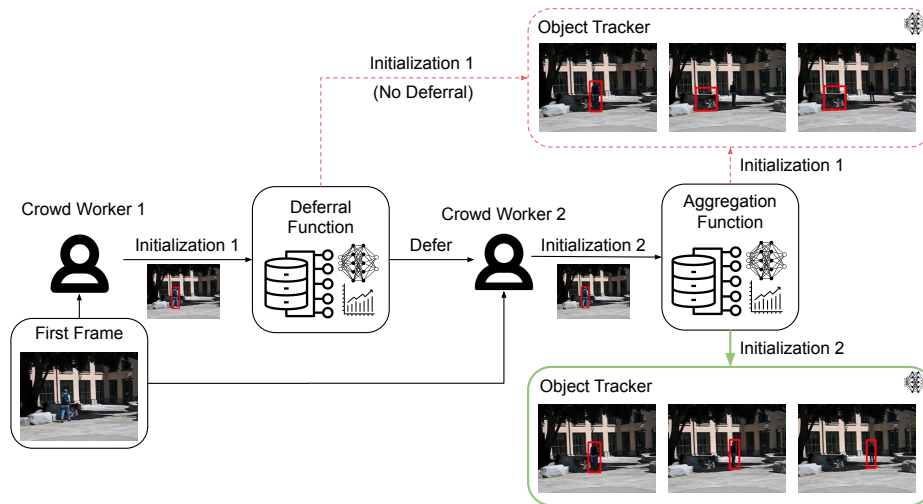 Object Tracker
Initialization 1
(No Deferral)
Initialization 1
Crowd Worker 1
Deferral
Function
Crowd Worker 2
Aggregation
Function
Initialization 1
Defer
Initialization 2
First Frame
Initialization 2
Object Tracker